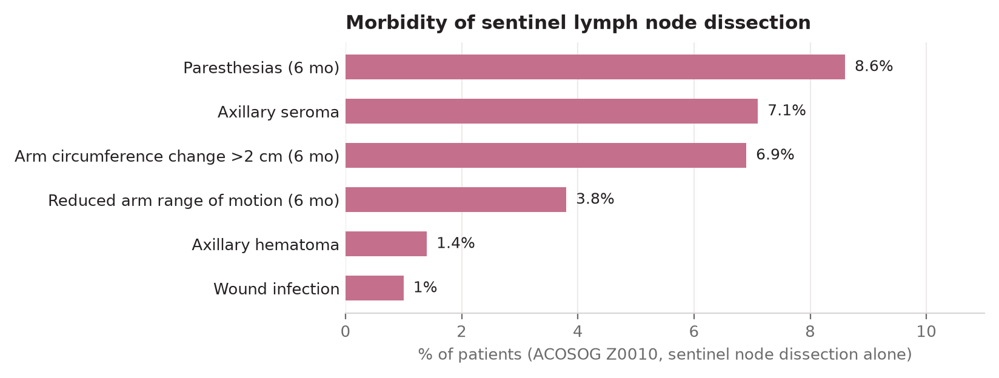 Morbidity of sentinel lymph node dissection
Paresthesias (6 mo) 8.6%
Axillary seroma 7.1%
Arm circumference change >2 cm (6 mo) 6.9%
Reduced arm range of motion (6 mo) 3.8%
Axillary hematoma 1.4%
Wound infection 1%
0 2 4 6 8 10
% of patients (ACOSOG Z0010, sentinel node dissection alone)